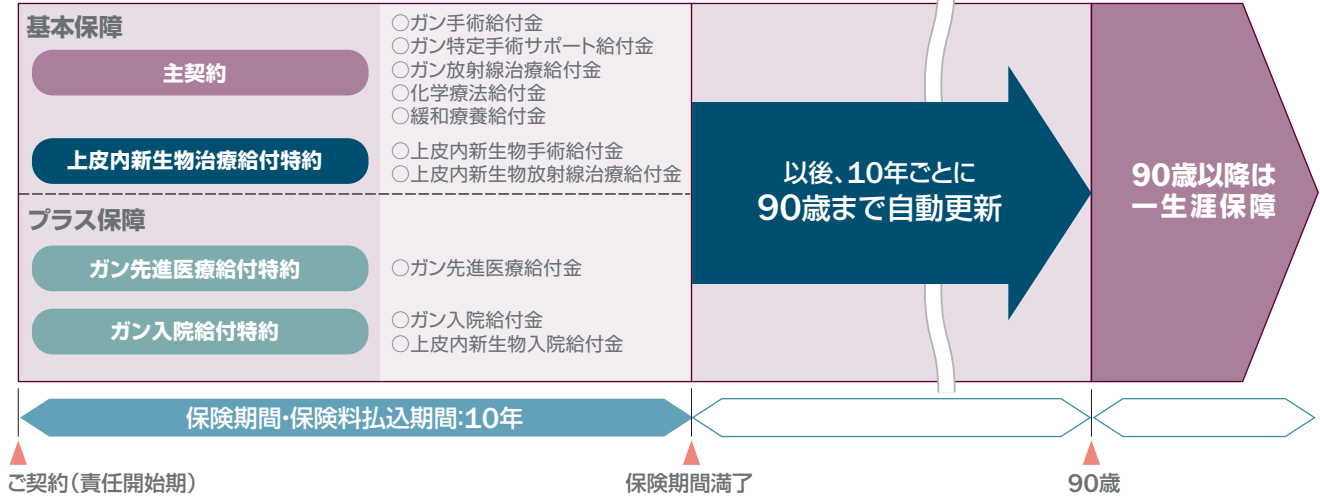 基本保障
主契約
○ガン手術給付金
○ガン特定手術サポート給付金
○ガン放射線治療給付金
○化学療法給付金
○緩和療養給付金
上皮内新生物治療給付特約
○上皮内新生物手術給付金
○上皮内新生物放射線治療給付金
プラス保障
ガン先進医療給付特約
○ガン先進医療給付金
ガン入院給付特約
○ガン入院給付金
○上皮内新生物入院給付金
以後、10年ごとに
90歳まで自動更新
90歳以降は
一生涯保障
保険期間・保険料払込期間:10年
ご契約(責任開始期)
保険期間満了
90歳